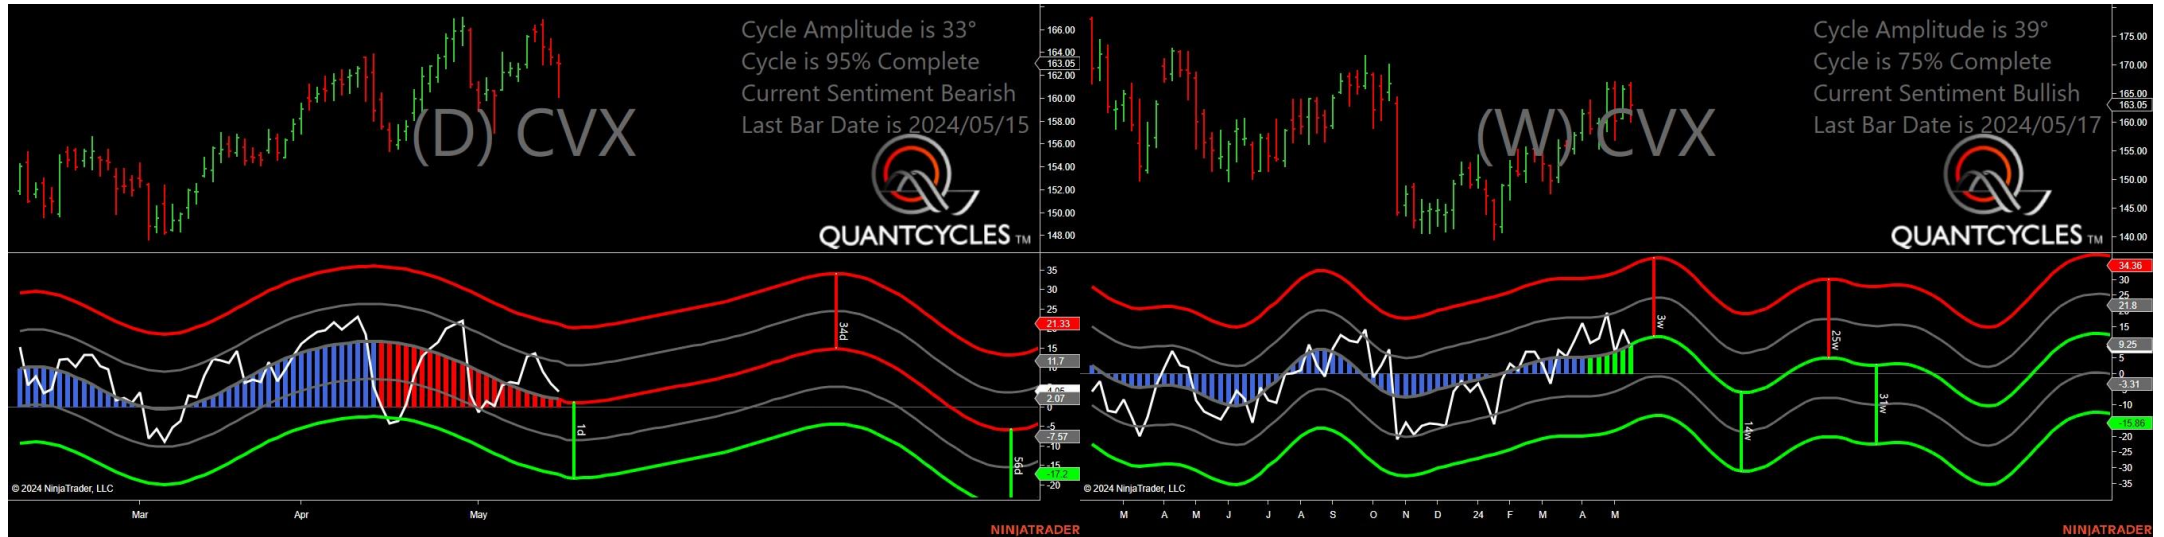 Cycle Amplitude is 33°
Cycle is 95% Complete
Current Sentiment Bearish
Last Bar Date is 2024/05/15
(D) CVX
QUANTCYCLES TM
166.00
164.00
163.05
162.00
160.00
158.00
156.00
154.00
152.00
150.00
148.00
35
30
25
21.33
15
11.7
10
4.05
2.07
0
-5
-7.57
-10
-15
-17.2
-20
34d
1d
56d
© 2024 NinjaTrader, LLC
Mar
Apr
May
NINJATRADER
Cycle Amplitude is 39°
Cycle is 75% Complete
Current Sentiment Bullish
Last Bar Date is 2024/05/17
(W) CVX
QUANTCYCLES TM
175.00
170.00
165.00
163.05
160.00
155.00
150.00
145.00
140.00
34.36
30
25
21.8
20
15
9.25
5
0
-3.31
-10
-15.86
-20
-25
-30
-35
3w
25w
14w
31w
© 2024 NinjaTrader, LLC
M
A
M
J
J
A
S
O
N
D
24
F
M
A
M
NINJATRADER